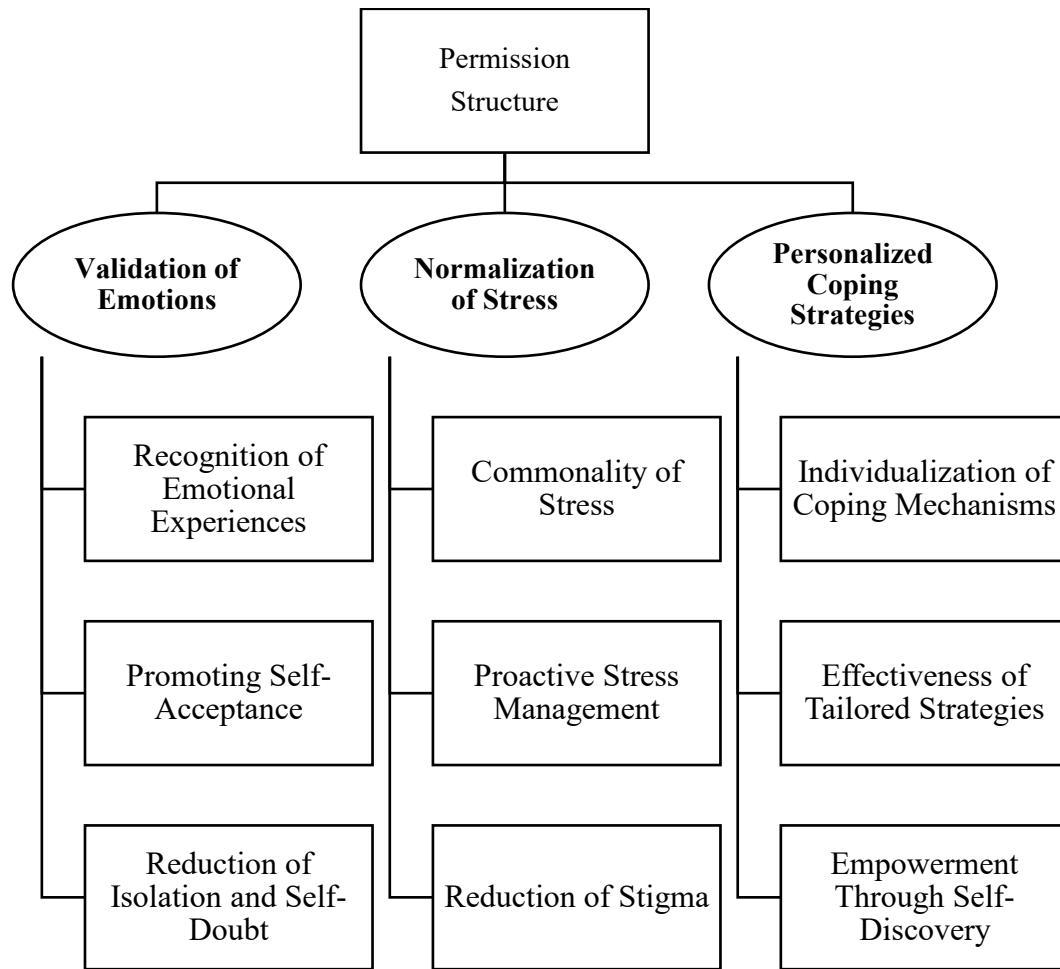 Permission
Structure
Validation of
Emotions
Normalization
of Stress
Personalized
Coping
Strategies
Recognition of
Emotional
Experiences
Commonality of
Stress
Individualization of
Coping Mechanisms
Promoting Self-
Acceptance
Proactive Stress
Management
Effectiveness of
Tailored Strategies
Reduction of
Isolation and Self-
Doubt
Reduction of Stigma
Empowerment
Through Self-
Discovery